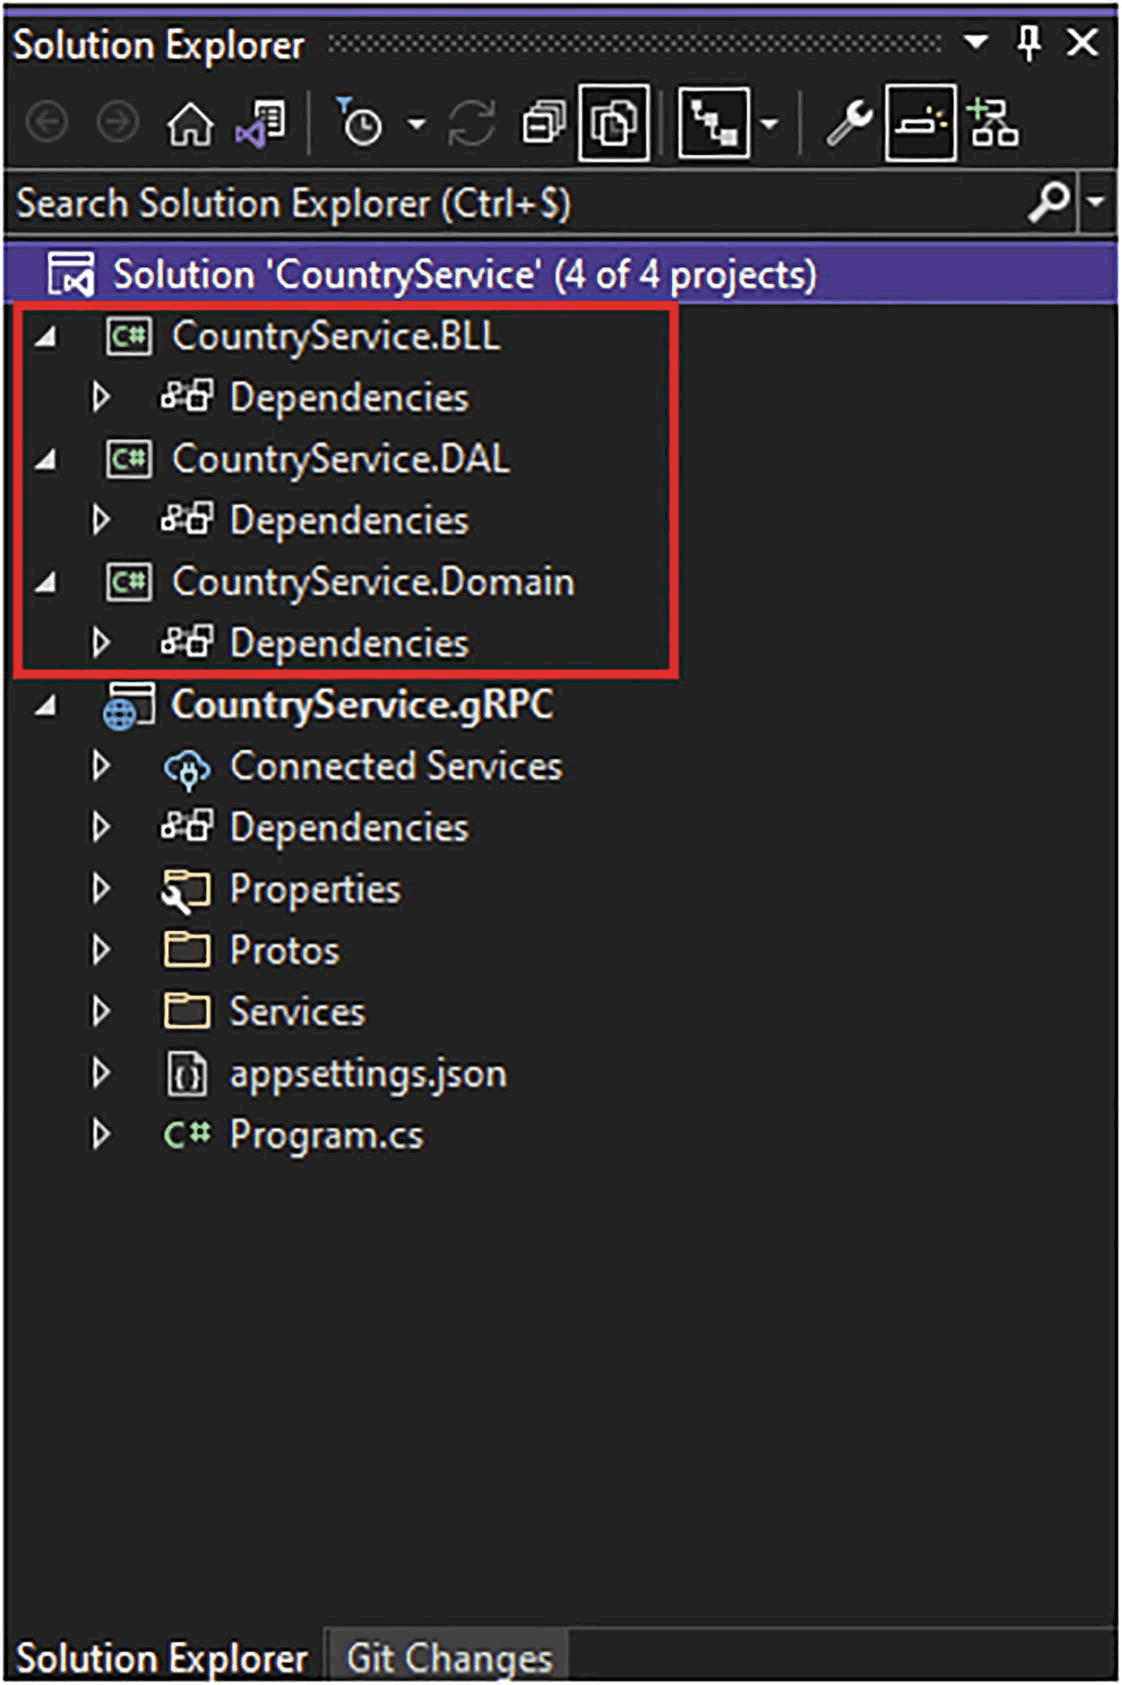 Solution Explorer
Search Solution Explorer (Ctrl+$)
Solution 'CountryService' (4 of 4 projects)
C# CountryService.BLL
Dependencies
C# CountryService.DAL
Dependencies
C# CountryService.Domain
Dependencies
CountryService.gRPC
Connected Services
Dependencies
Properties
Protos
Services
appsettings.json
C# Program.cs
Solution Explorer Git Changes